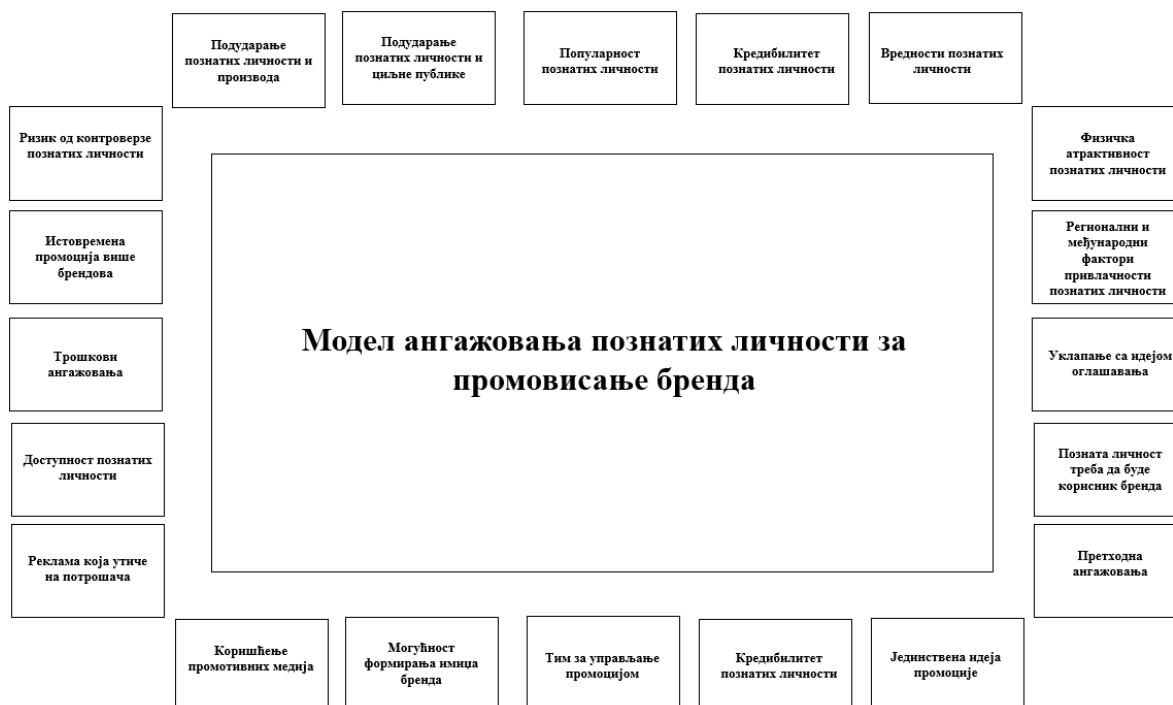 Подударање
познатих личности и
производа
Подударање
познатих личности и
циљне публике
Популарност
познатих личности
Кредибилитет
познатих личности
Вредности познатих
личности
Ризик од контроверзе
познатих личности
Физичка
атрактивност
познатих личности
Истовремена
промоција више
брендова
Регионални и
међународни
фактори
привлачности
познатих личности
Модел ангажовања познатих личности за
промовисање бренда
Трошкови
ангажовања
Уклапање са идејом
оглашавања
Доступност познатих
личности
Позната личност
треба да буде
корисник бренда
Реклама која утиче
на потрошача
Претходна
ангажовања
Коришћење
промотивних медија
Могућност
формирања имиџа
бренда
Тим за управљање
промоцијом
Кредибилитет
познатих личности
Јединствена идеја
промоције